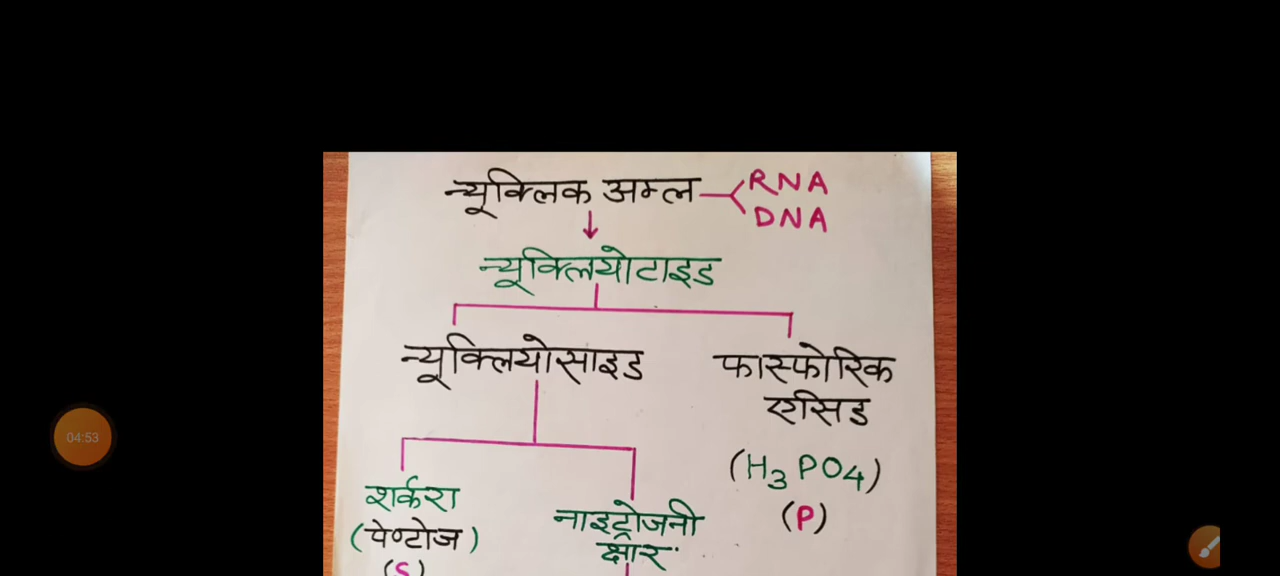 न्यूक्लिक अम्ल RNA
DNA
न्यूक्लियोटाइड
न्यूक्लियोसाइड फास्फोरिक
एसिड
(H3PO4)
(P)
शर्करा
(पेण्टोज)
(S)
नाइट्रोजनी
क्षार
04:53